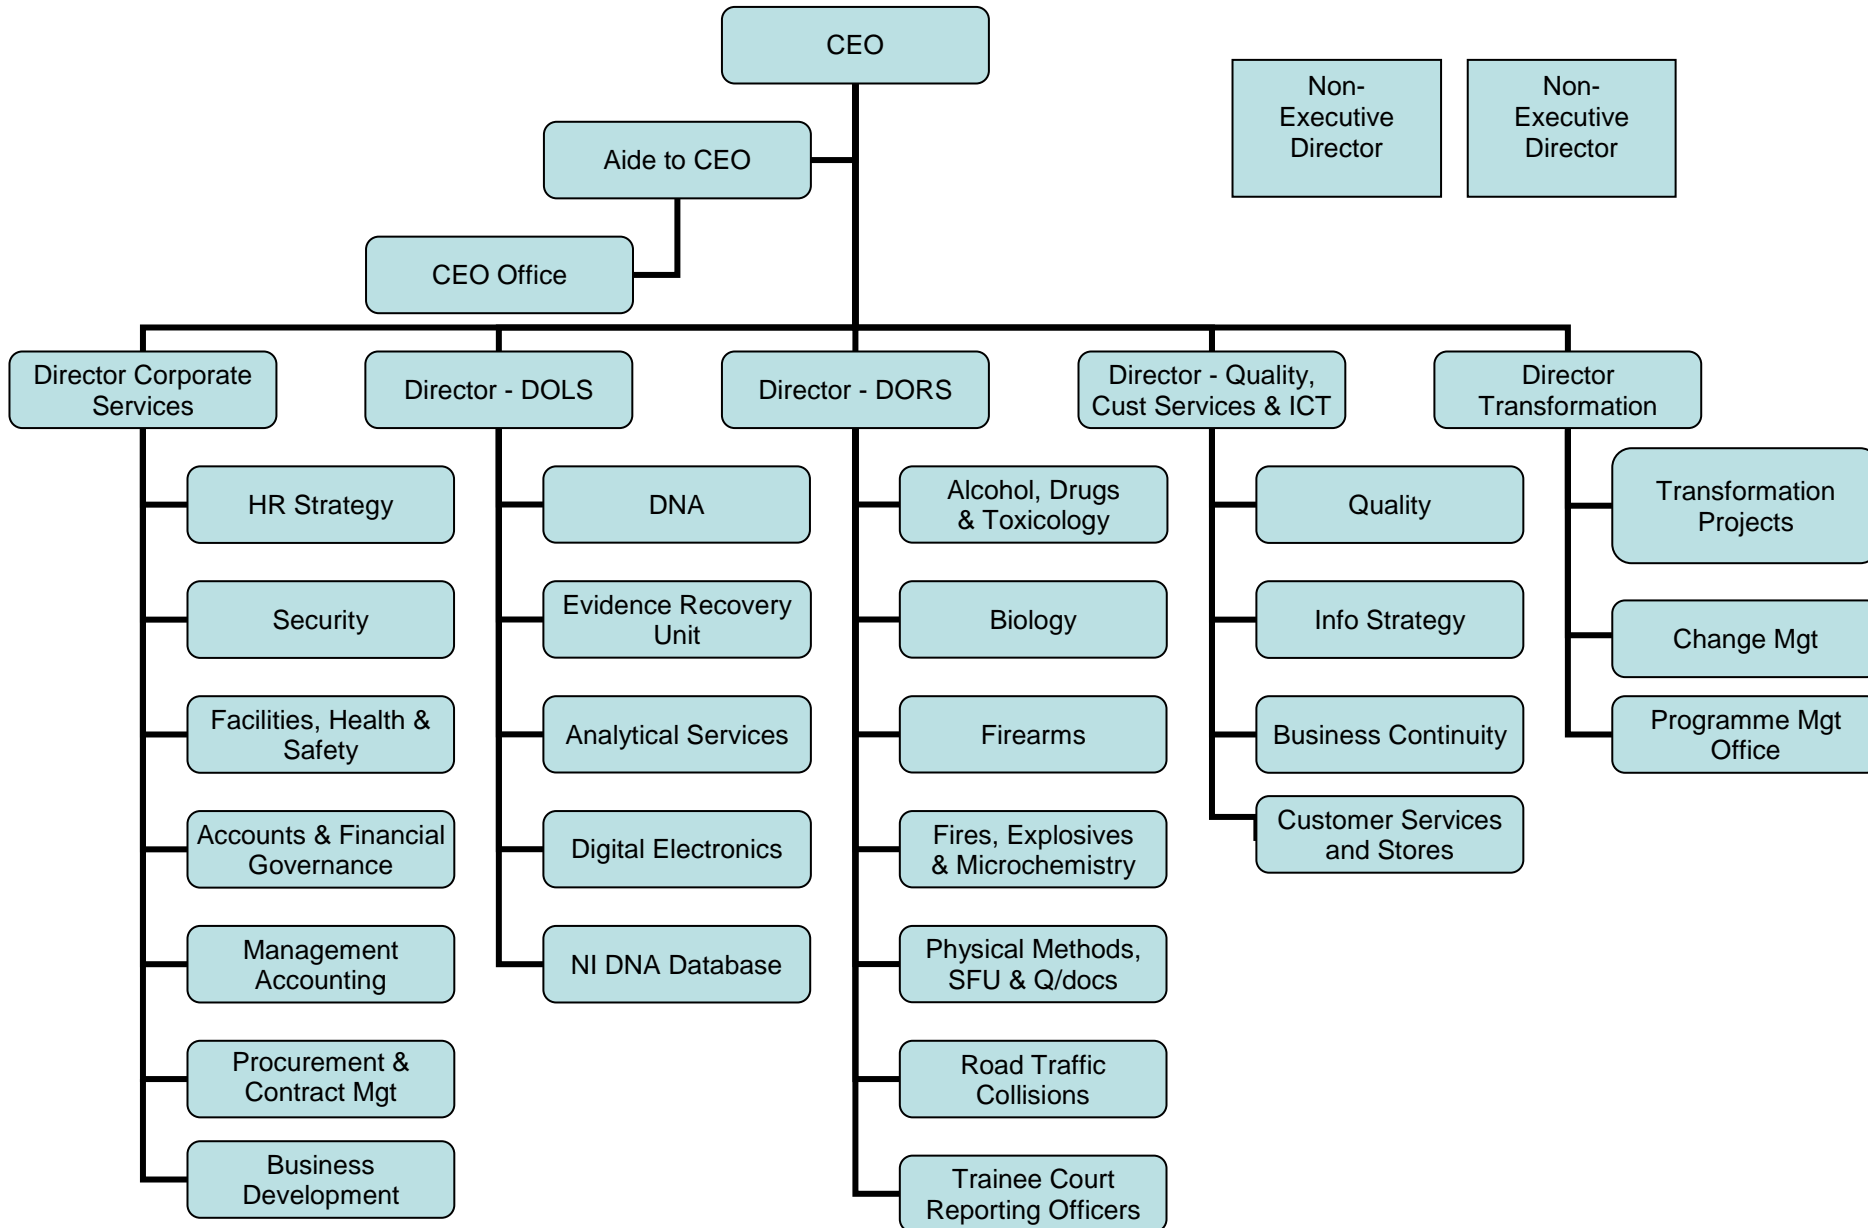 CEO
Non-
Executive
Director
Non-
Executive
Director
Aide to CEO
CEO Office
Director Corporate
Services
Director - DOLS
Director - DORS
Director - Quality,
Cust Services & ICT
Director
Transformation
HR Strategy
Security
Facilities, Health &
Safety
Accounts & Financial
Governance
Management
Accounting
Procurement &
Contract Mgt
Business
Development
DNA
Evidence Recovery
Unit
Analytical Services
Digital Electronics
NI DNA Database
Alcohol, Drugs
& Toxicology
Biology
Firearms
Fires, Explosives
& Microchemistry
Physical Methods,
SFU & Q/docs
Road Traffic
Collisions
Trainee Court
Reporting Officers
Quality
Info Strategy
Business Continuity
Customer Services
and Stores
Transformation
Projects
Change Mgt
Programme Mgt
Office